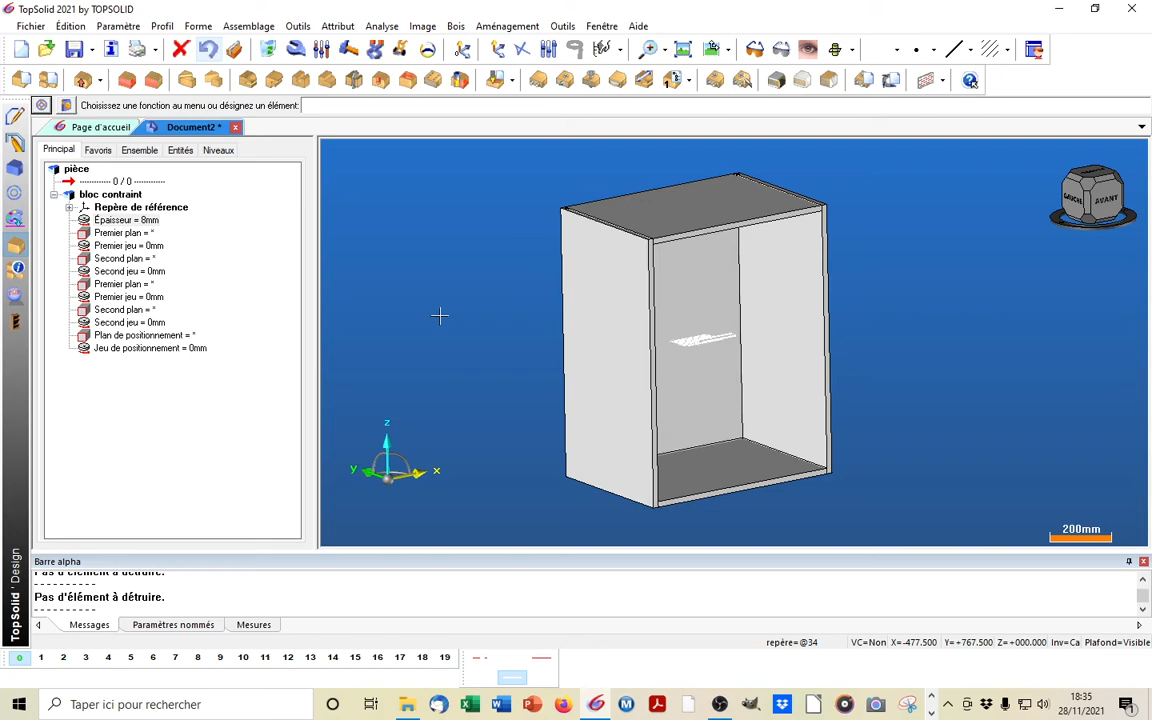 TopSolid 2021 by TOPSOLID
Fichier Édition Paramètre Profil Forme Assemblage Outils Attribut Analyse Image Bois Aménagement Outils Fenêtre Aide
Choisissez une fonction au menu ou désignez un élément:
Page d'accueil Document2 *
Principal Favoris Ensemble Entités Niveaux
pièce
------------ 0 / 0 ------------
bloc contraint
Repère de référence
Épaisseur = 8mm
Premier plan = *
Premier jeu = 0mm
Second plan = *
Second jeu = 0mm
Premier plan = *
Premier jeu = 0mm
Second plan = *
Second jeu = 0mm
Plan de positionnement = *
Jeu de positionnement = 0mm
GAUCHE AVANT
z
y x
200mm
TopSolid'Design
Barre alpha
Pas d'élément à détruire.
----------
Pas d'élément à détruire.
----------
Messages Paramètres nommés Mesures
repère=@34 VC=Non X=-477.500 Y=+767.500 Z=+000.000 Inv=Ca Plafond=Visible
0 1 2 3 4 5 6 7 8 9 10 11 12 13 14 15 16 17 18 19
Taper ici pour rechercher
18:35
28/11/2021